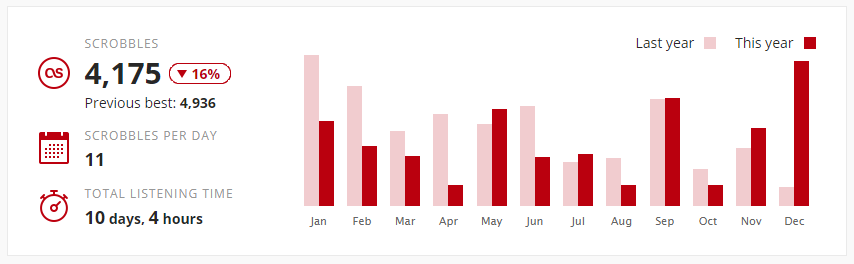 SCROBBLES
4,175 ▼ 16%
Previous best: 4,936
SCROBBLES PER DAY
11
TOTAL LISTENING TIME
10 days, 4 hours
Last year This year
Jan Feb Mar Apr May Jun Jul Aug Sep Oct Nov Dec